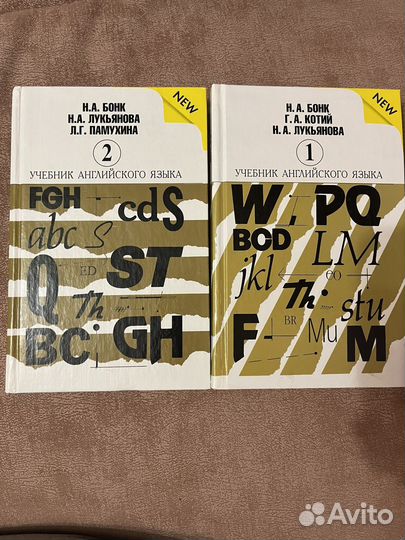 NEW
Н.А. БОНК
Н.А. ЛУКЬЯНОВА
Л.Г. ПАМУХИНА
2
УЧЕБНИК АНГЛИЙСКОГО ЯЗЫКА
FGH
cdS
abc S
Q
ED
ST
Th
BC
GH
NEW
Н. А. БОНК
Г. А. КОТИЙ
Н. А. ЛУКЬЯНОВА
1
УЧЕБНИК АНГЛИЙСКОГО ЯЗЫКА
W
PQ
BCD
LM
jkl
eo
Th
stu
F
BR
Mu
M
Avito